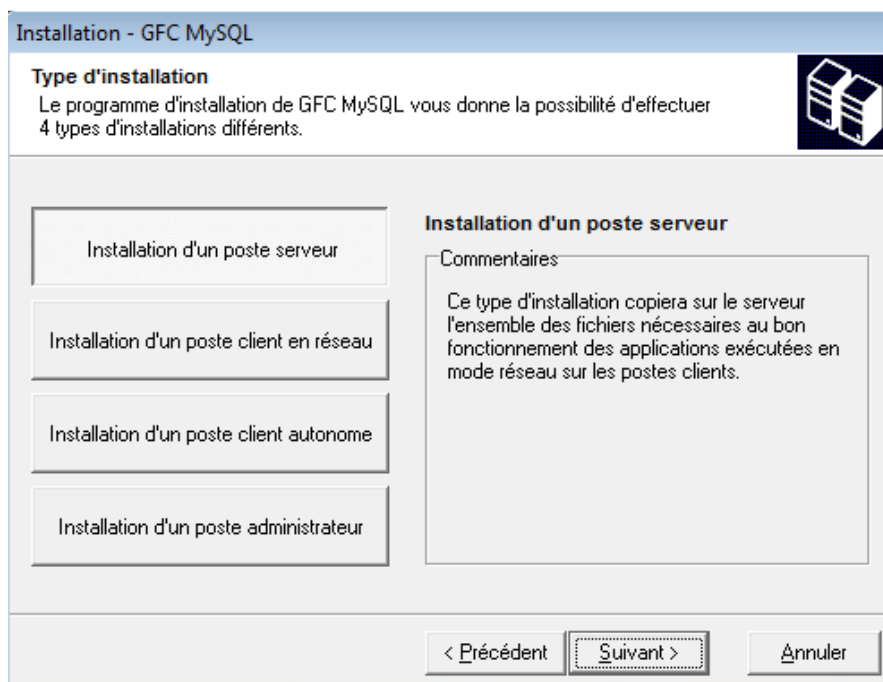 Installation - GFC MySQL
Type d'installation
Le programme d'installation de GFC MySQL vous donne la possibilité d'effectuer
4 types d'installations différents.
Installation d'un poste serveur
Installation d'un poste client en réseau
Installation d'un poste client autonome
Installation d'un poste administrateur
Installation d'un poste serveur
Commentaires
Ce type d'installation copiera sur le serveur
l'ensemble des fichiers nécessaires au bon
fonctionnement des applications exécutées en
mode réseau sur les postes clients.
< Précédent
Suivant >
Annuler